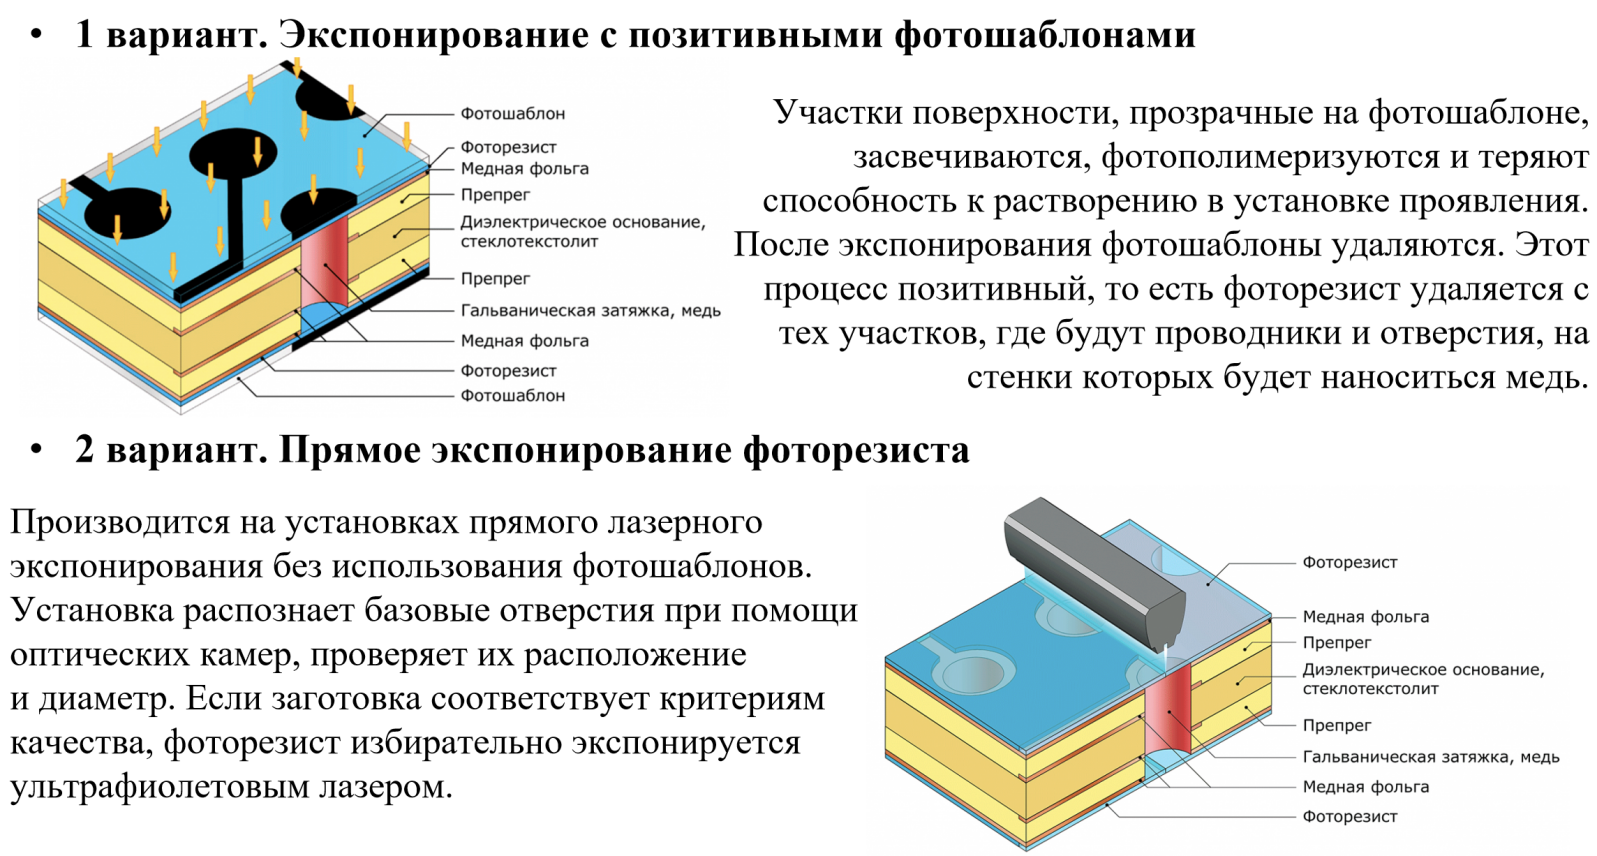 • 1 вариант. Экспонирование с позитивными фотошаблонами
Фотошаблон
Фоторезист
Медная фольга
Препрег
Диэлектрическое основание,
стеклотекстолит
Препрег
Гальваническая затяжка, медь
Медная фольга
Фоторезист
Фотошаблон
Участки поверхности, прозрачные на фотошаблоне,
засвечиваются, фотополимеризуются и теряют
способность к растворению в установке проявления.
После экспонирования фотошаблоны удаляются. Этот
процесс позитивный, то есть фоторезист удаляется с
тех участков, где будут проводники и отверстия, на
стенки которых будет наноситься медь.
• 2 вариант. Прямое экспонирование фоторезиста
Производится на установках прямого лазерного
экспонирования без использования фотошаблонов.
Установка распознает базовые отверстия при помощи
оптических камер, проверяет их расположение
и диаметр. Если заготовка соответствует критериям
качества, фоторезист избирательно экспонируется
ультрафиолетовым лазером.
Фоторезист
Медная фольга
Препрег
Диэлектрическое основание,
стеклотекстолит
Препрег
Гальваническая затяжка, медь
Медная фольга
Фоторезист